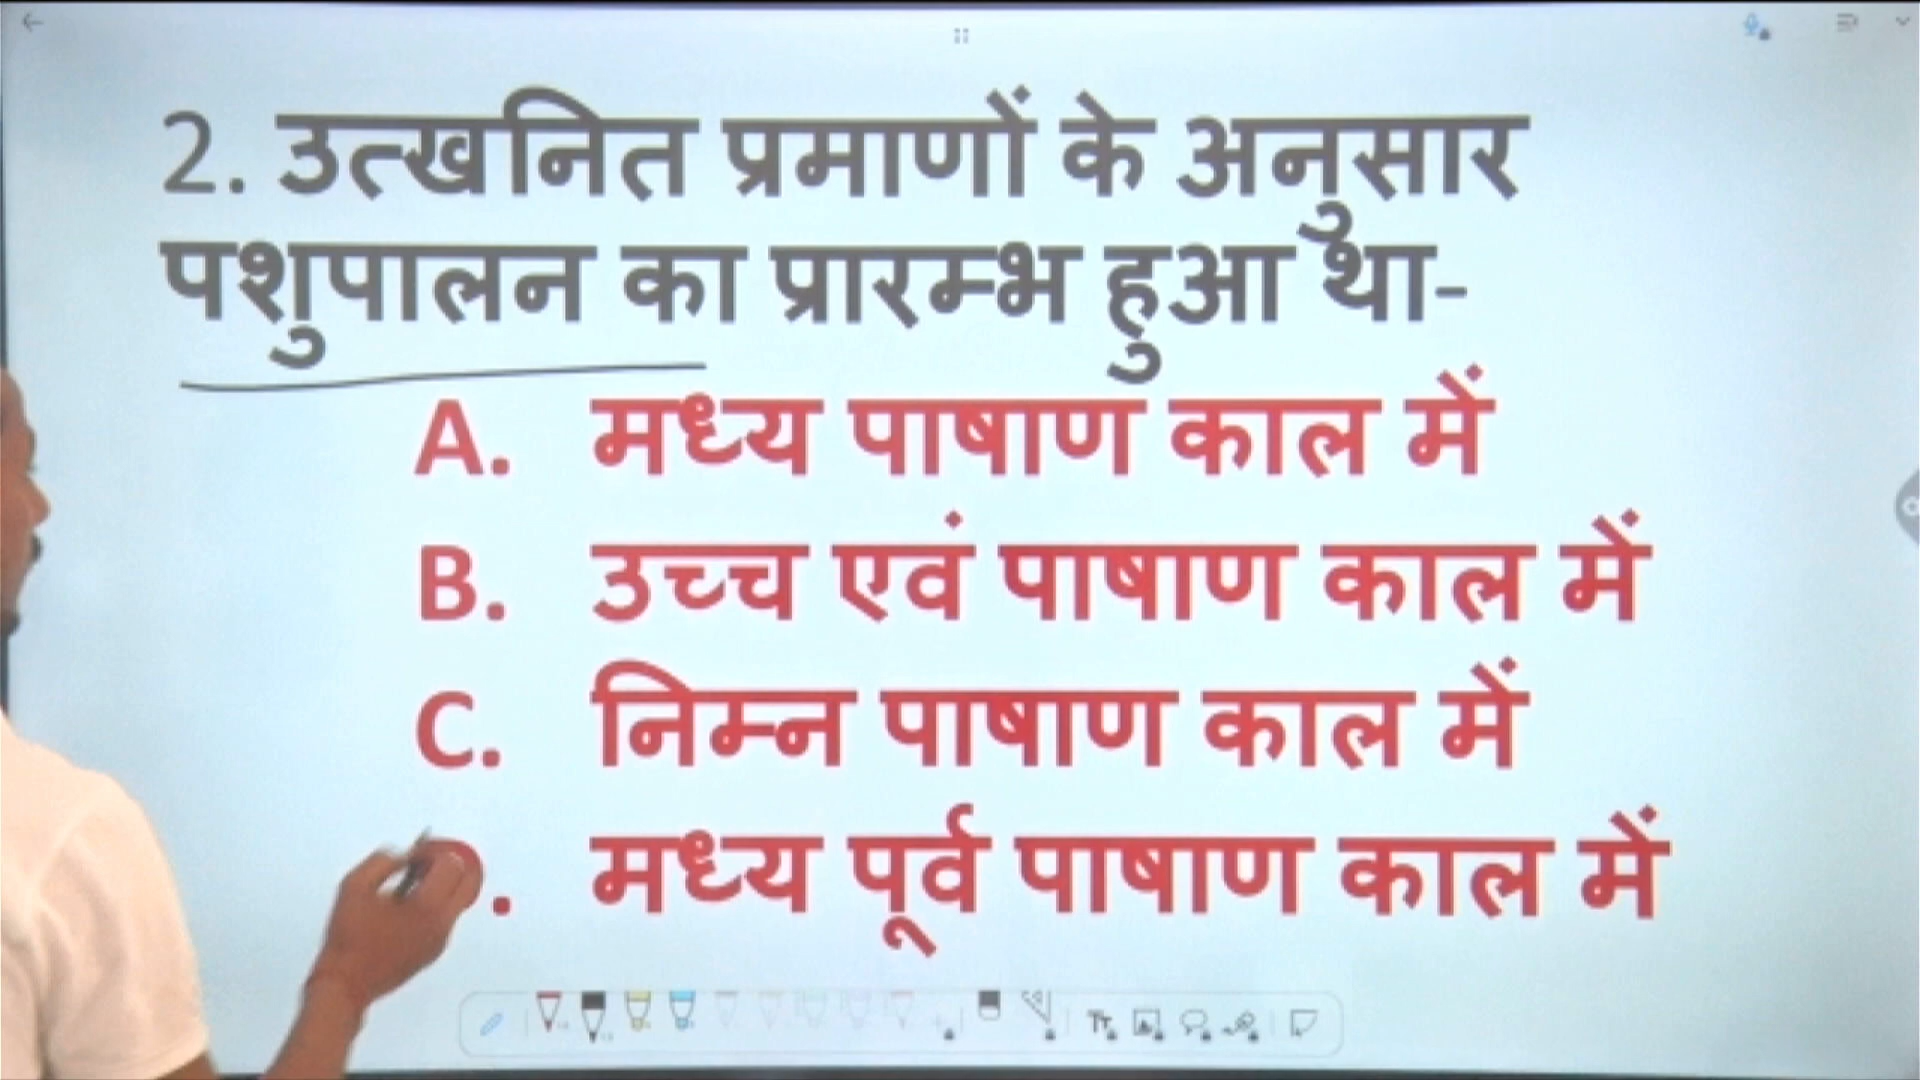 2. उत्खनित प्रमाणों के अनुसार
पशुपालन का प्रारम्भ हुआ था-
A. मध्य पाषाण काल में
B. उच्च एवं पाषाण काल में
C. निम्न पाषाण काल में
. मध्य पूर्व पाषाण काल में